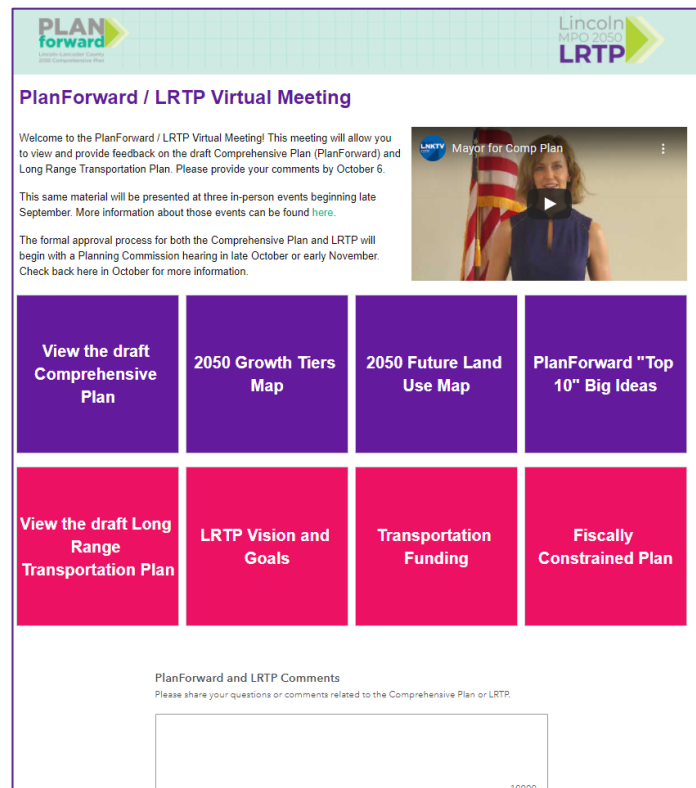 PLAN
forward
Lincoln-Lancaster County
2050 Comprehensive Plan
Lincoln
MPO 2050
LRTP
PlanForward / LRTP Virtual Meeting
Welcome to the PlanForward / LRTP Virtual Meeting! This meeting will allow you
to view and provide feedback on the draft Comprehensive Plan (PlanForward) and
Long Range Transportation Plan. Please provide your comments by October 6.
This same material will be presented at three in-person events beginning late
September. More information about those events can be found here.
The formal approval process for both the Comprehensive Plan and LRTP will
begin with a Planning Commission hearing in late October or early November.
Check back here in October for more information.
LNKTV
Mayor for Comp Plan
View the draft
Comprehensive
Plan
2050 Growth Tiers
Map
2050 Future Land
Use Map
PlanForward "Top
10" Big Ideas
View the draft Long
Range
Transportation Plan
LRTP Vision and
Goals
Transportation
Funding
Fiscally
Constrained Plan
PlanForward and LRTP Comments
Please share your questions or comments related to the Comprehensive Plan or LRTP.
10000